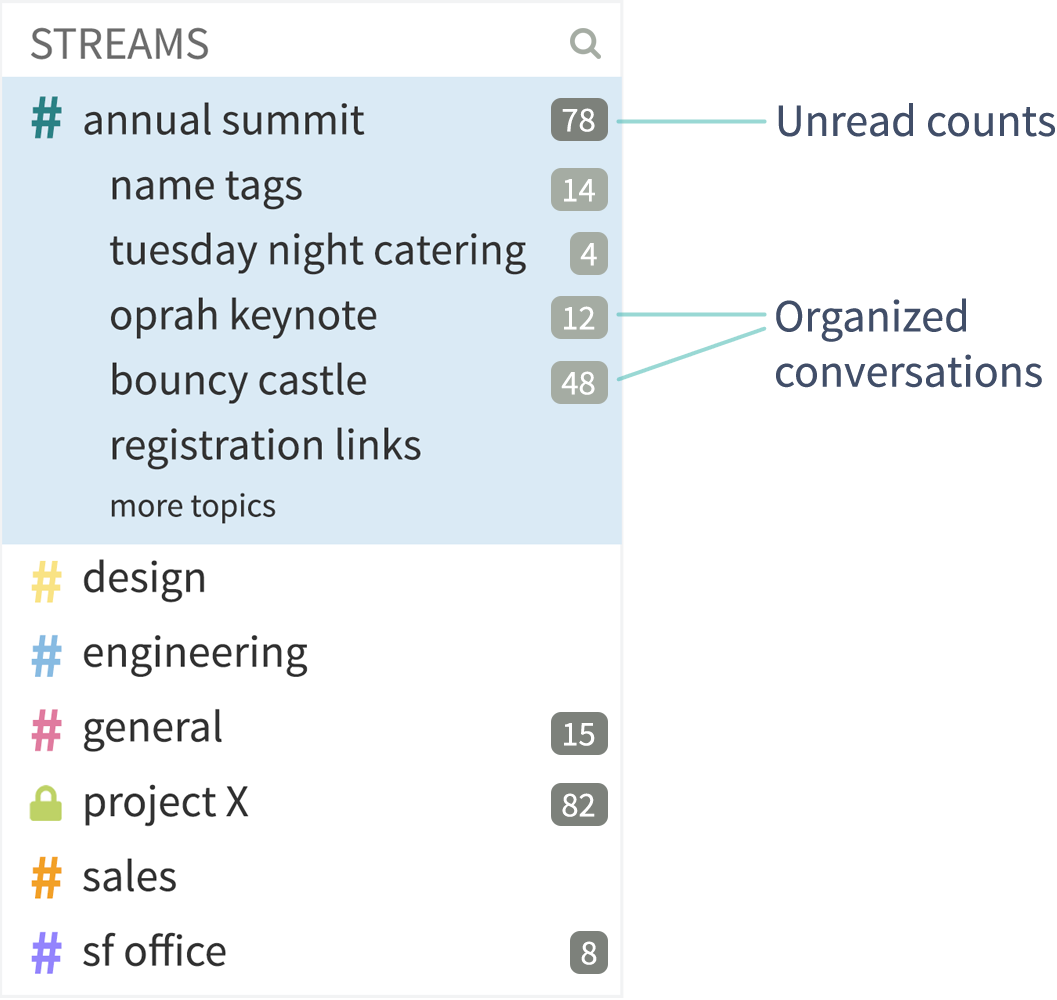 STREAMS
# annual summit 78 Unread counts
name tags 14
tuesday night catering 4
oprah keynote 12 Organized
bouncy castle 48 conversations
registration links
more topics
# design
# engineering
# general 15
project X 82
# sales
# sf office 8